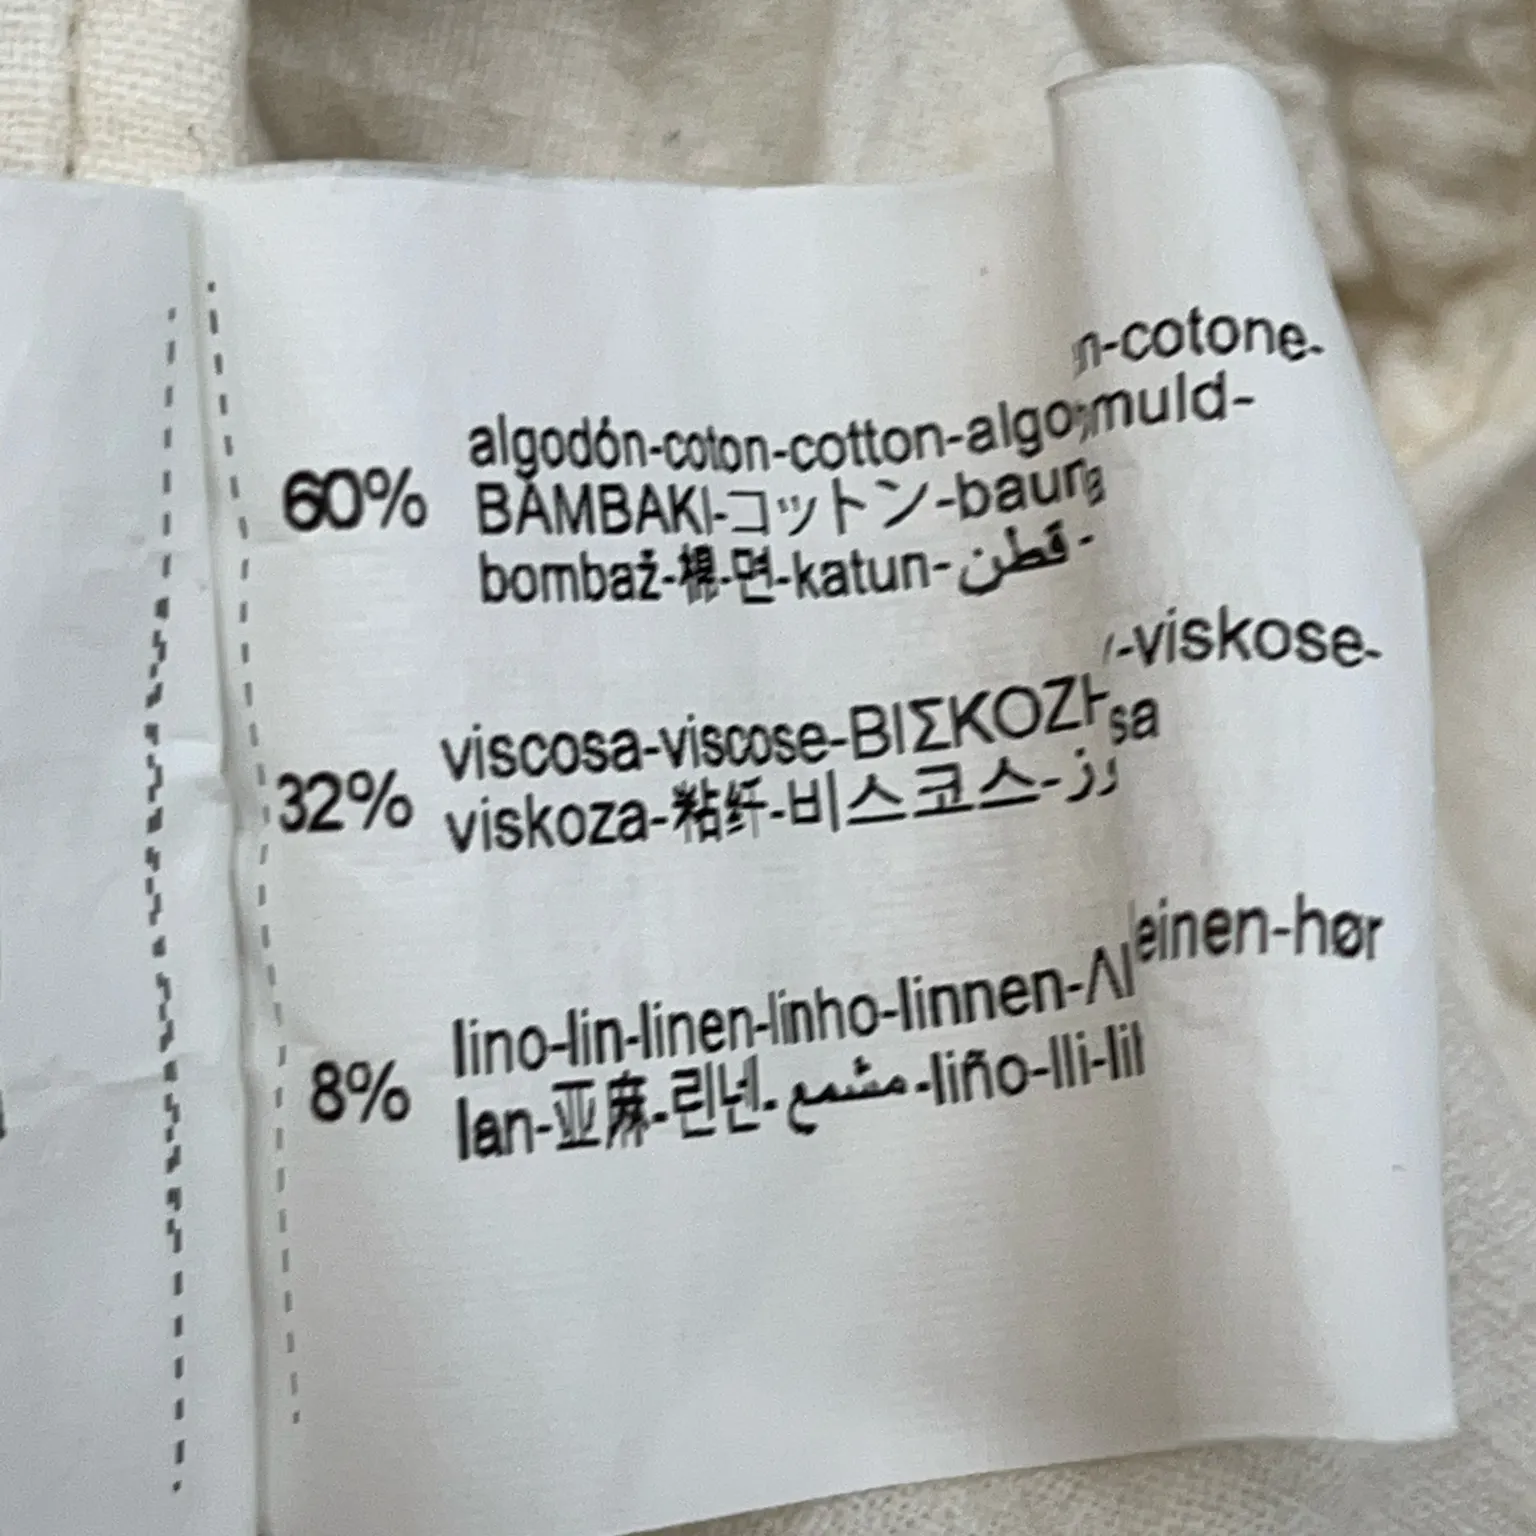 60% algodón-coton-cotton-algo n-cotone-
BAMBAKI-コットン-baum muld-
bombaž-棉-면-katun-قطن-
32% viscosa-viscose-ΒΙΣΚΟΖΗ -viskose-
viskoza-粘纤-비스코스- sa
8% lino-lin-linen-linho-linnen-ΛΙ einen-hør
lan-亚麻-린넨-مشمع-liño-lli-